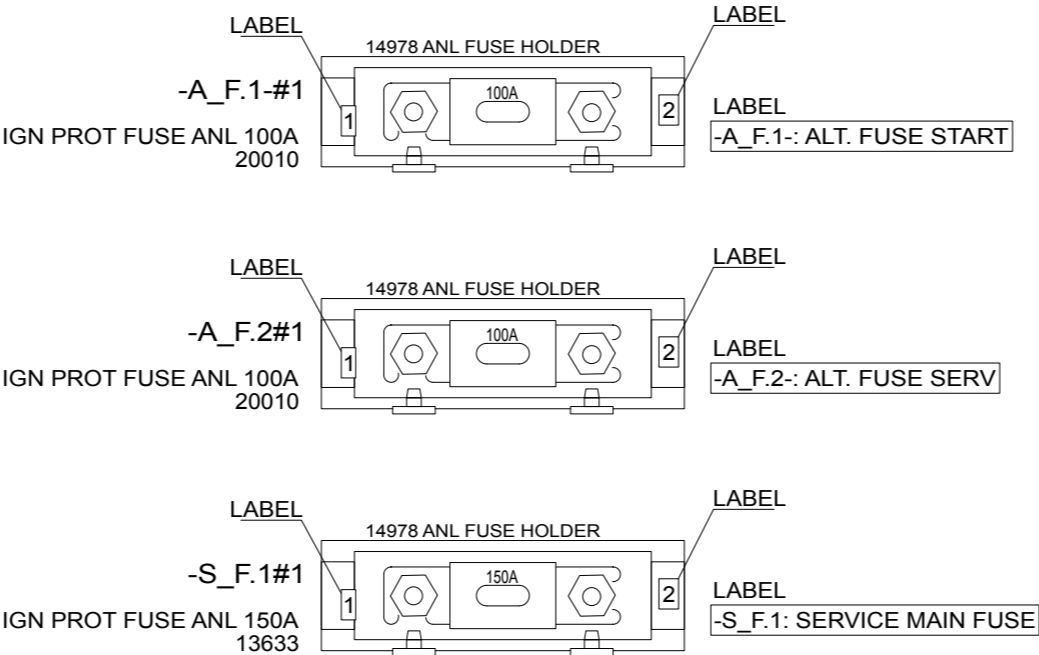 LABEL
LABEL
14978 ANL FUSE HOLDER
-A_F.1-#1
100A
1
2
LABEL
IGN PROT FUSE ANL 100A
20010
-A_F.1-: ALT. FUSE START
LABEL
LABEL
14978 ANL FUSE HOLDER
-A_F.2#1
100A
1
2
LABEL
IGN PROT FUSE ANL 100A
20010
-A_F.2-: ALT. FUSE SERV
LABEL
LABEL
14978 ANL FUSE HOLDER
-S_F.1#1
150A
1
2
LABEL
IGN PROT FUSE ANL 150A
13633
-S_F.1: SERVICE MAIN FUSE